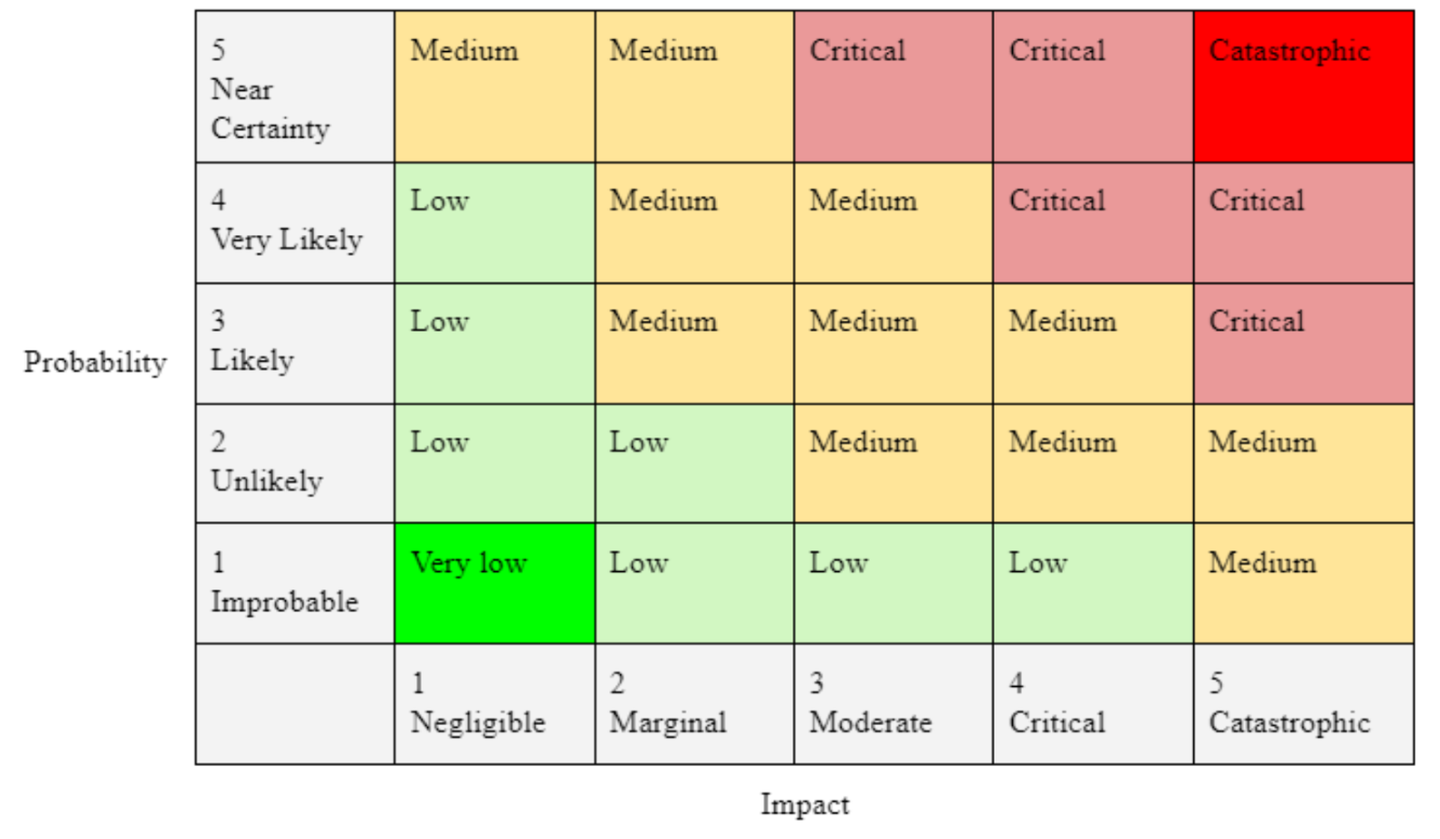 5
Near
Certainty
Medium
Medium
Critical
Critical
Catastrophic
4
Very Likely
Low
Medium
Medium
Critical
Critical
Probability
3
Likely
Low
Medium
Medium
Medium
Critical
2
Unlikely
Low
Low
Medium
Medium
Medium
1
Improbable
Very low
Low
Low
Low
Medium
1
Negligible
2
Marginal
3
Moderate
4
Critical
5
Catastrophic
Impact